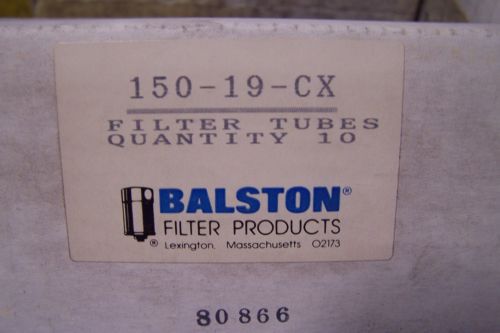 150-19-CX
FILTER TUBES
QUANTITY 10
BALSTON®
FILTER PRODUCTS
® Lexington, Massachusetts 02173
80866